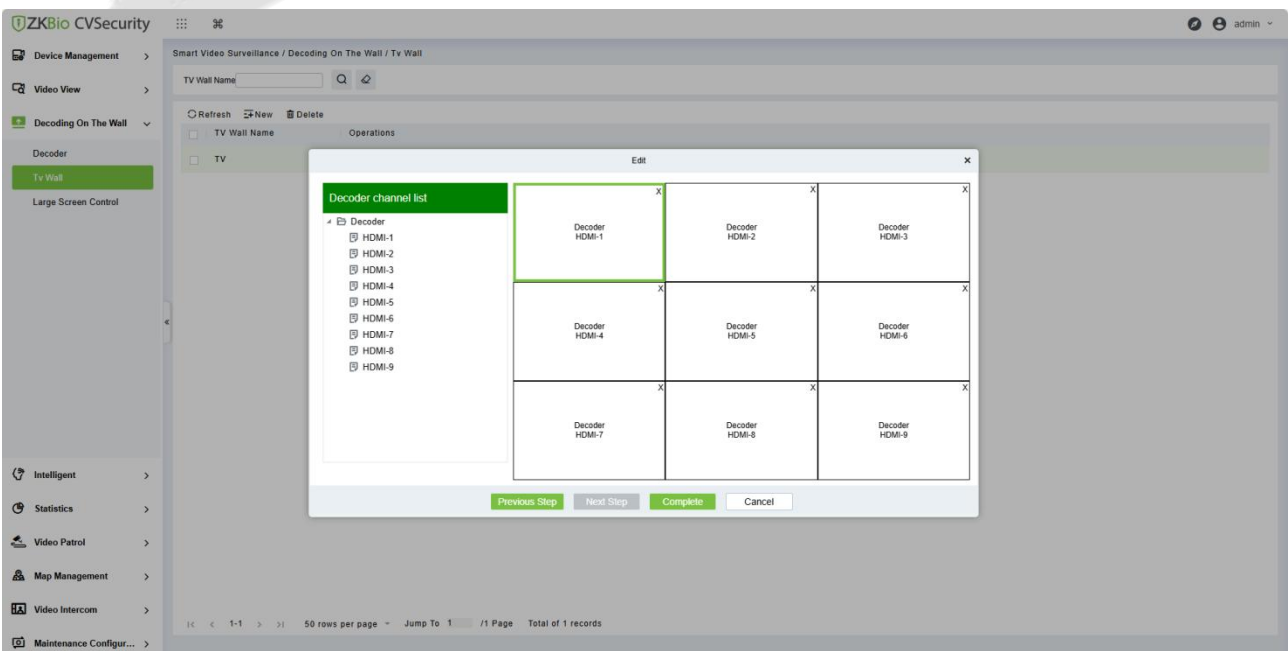 ZKBio CVSecurity
admin
Device Management
Video View
Decoding On The Wall
Decoder
Tv Wall
Large Screen Control
Intelligent
Statistics
Video Patrol
Map Management
Video Intercom
Maintenance Configur...
Smart Video Surveillance / Decoding On The Wall / Tv Wall
TV Wall Name
Refresh New Delete
TV Wall Name Operations
TV
Edit ×
Decoder channel list
Decoder
HDMI-1
HDMI-2
HDMI-3
HDMI-4
HDMI-5
HDMI-6
HDMI-7
HDMI-8
HDMI-9
X X X
Decoder Decoder Decoder
HDMI-1 HDMI-2 HDMI-3
X X X
Decoder Decoder Decoder
HDMI-4 HDMI-5 HDMI-6
X X X
Decoder Decoder Decoder
HDMI-7 HDMI-8 HDMI-9
Previous Step Next Step Complete Cancel
|< < 1-1 > >| 50 rows per page Jump To 1 /1 Page Total of 1 records